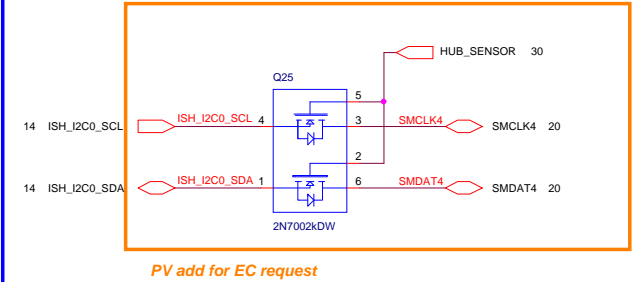 HUB_SENSOR 30
Q25
5
14 ISH_I2C0_SCL ISH_I2C0_SCL 4 3 SMCLK4 SMCLK4 20
2
14 ISH_I2C0_SDA ISH_I2C0_SDA 1 6 SMDAT4 SMDAT4 20
2N7002kDW
PV add for EC request